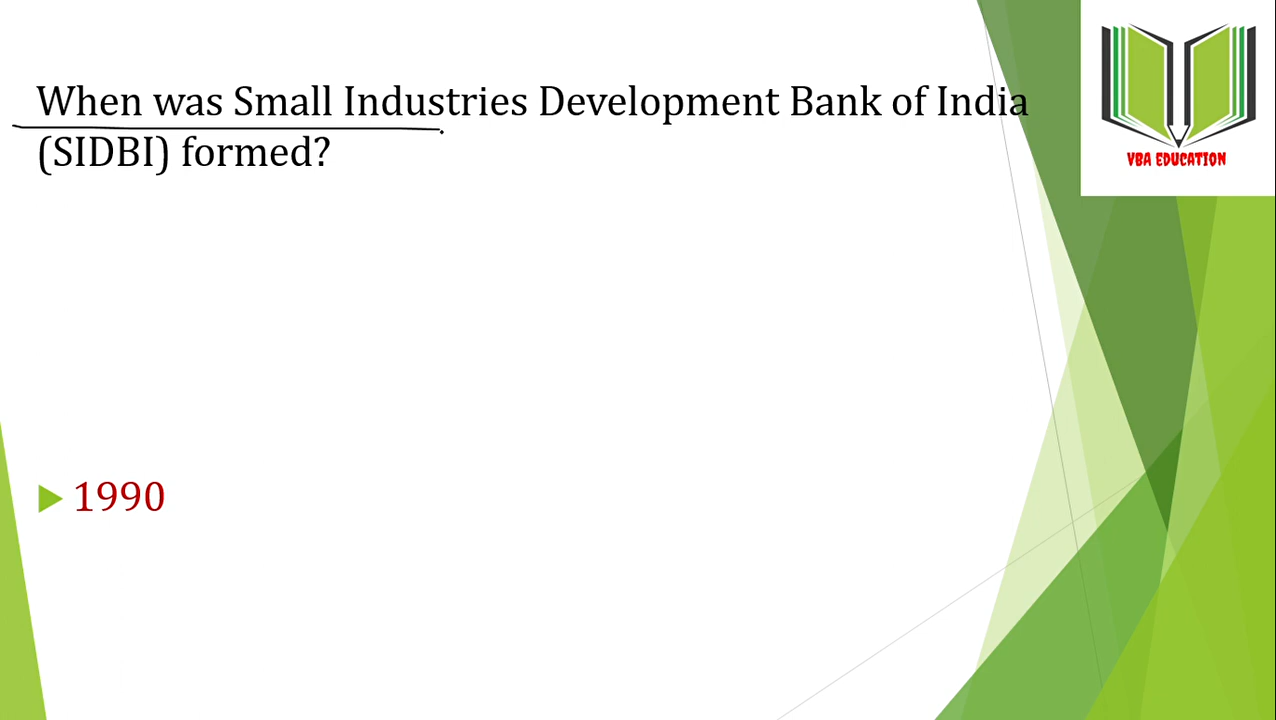 When was Small Industries Development Bank of India
(SIDBI) formed?
VBA EDUCATION
1990